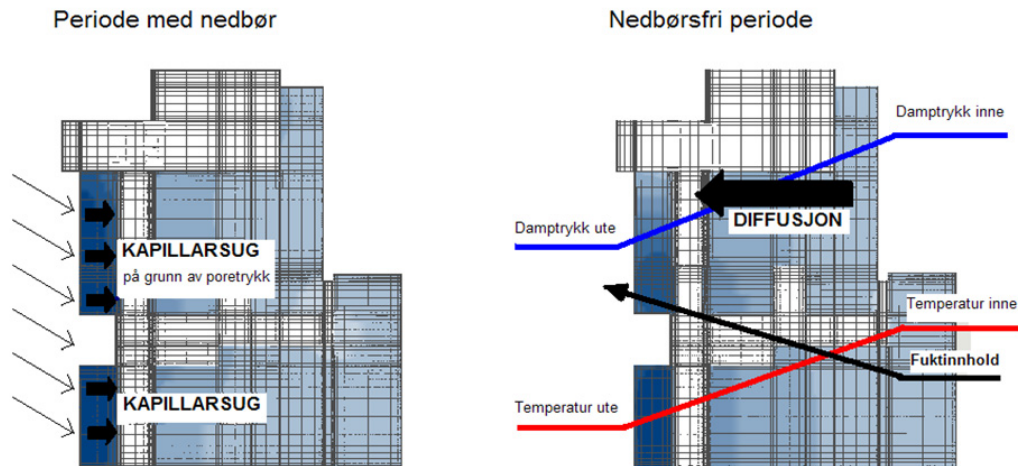 Periode med nedbør
KAPILLARSUG
på grunn av poretrykk
KAPILLARSUG
Nedbørsfri periode
Damptrykk inne
DIFFUSJON
Damptrykk ute
Temperatur inne
Fuktinnhold
Temperatur ute